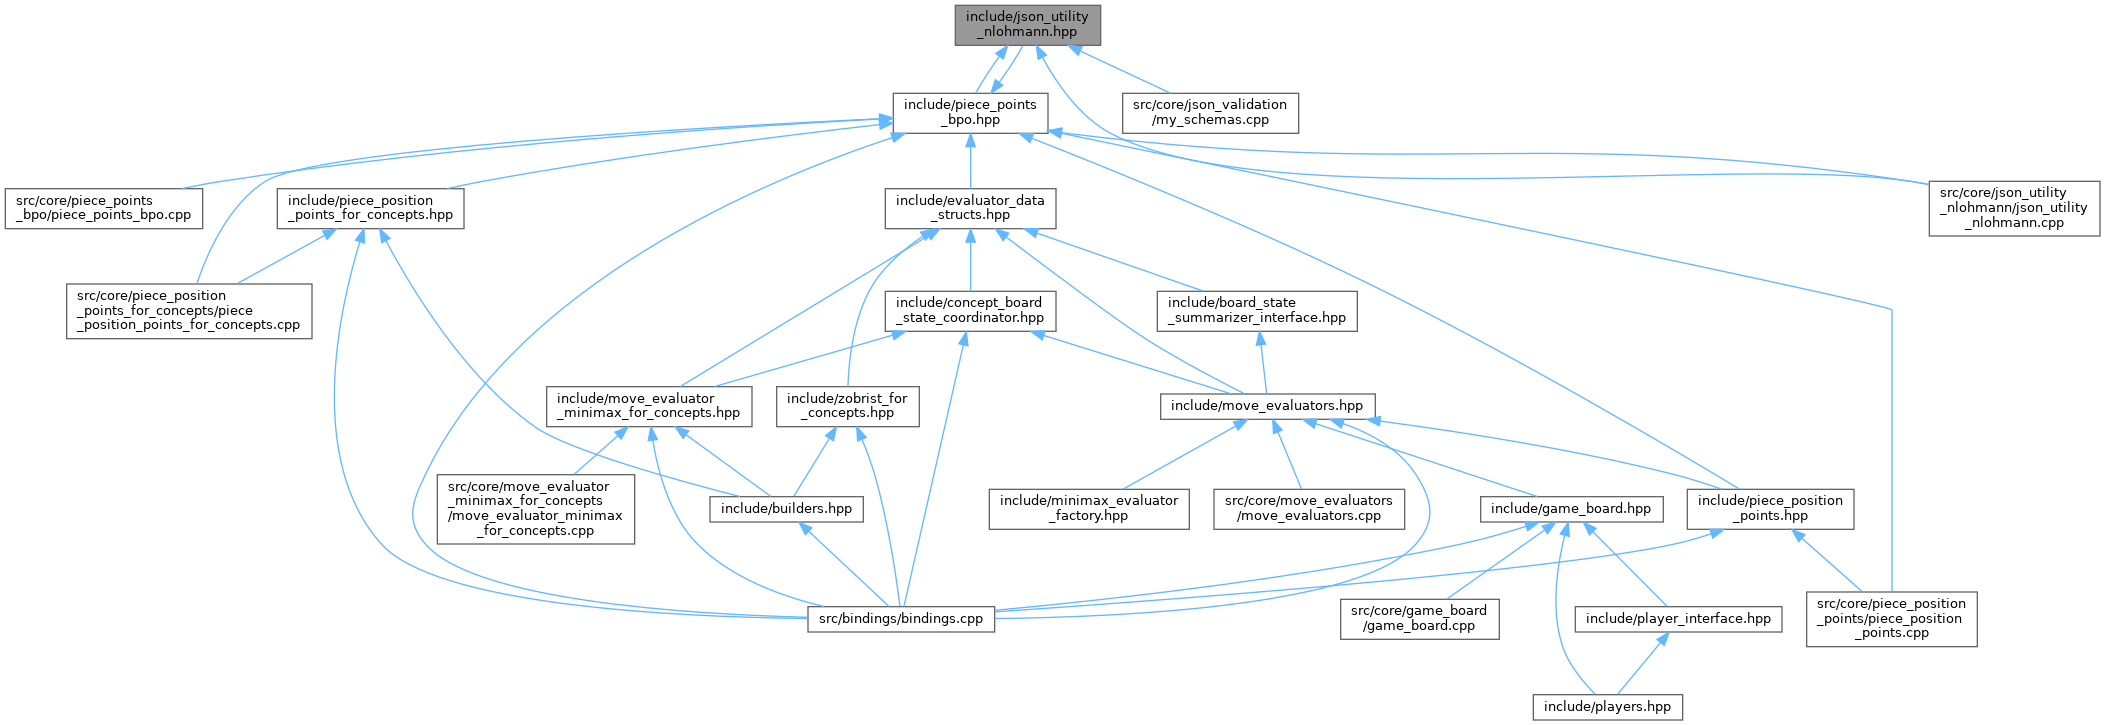 include/json_utility
_nlohmann.hpp
include/piece_points
_bpo.hpp
src/core/json_validation
/my_schemas.cpp
src/core/piece_points
_bpo/piece_points_bpo.cpp
include/piece_position
_points_for_concepts.hpp
include/evaluator_data
_structs.hpp
src/core/json_utility
_nlohmann/json_utility
_nlohmann.cpp
src/core/piece_position
_points_for_concepts/piece
_position_points_for_concepts.cpp
include/concept_board
_state_coordinator.hpp
include/board_state
_summarizer_interface.hpp
include/move_evaluator
_minimax_for_concepts.hpp
include/zobrist_for
_concepts.hpp
include/move_evaluators.hpp
src/core/move_evaluator
_minimax_for_concepts
/move_evaluator_minimax
_for_concepts.cpp
include/builders.hpp
include/minimax_evaluator
_factory.hpp
src/core/move_evaluators
/move_evaluators.cpp
include/game_board.hpp
include/piece_position
_points.hpp
src/bindings/bindings.cpp
src/core/game_board
/game_board.cpp
include/player_interface.hpp
src/core/piece_position
_points/piece_position
_points.cpp
include/players.hpp